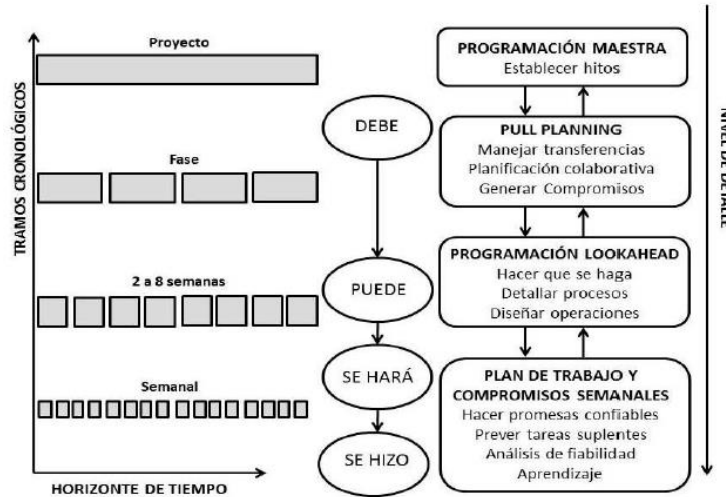 Proyecto
Fase
2 a 8 semanas
Semanal
TRAMOS CRONOLÓGICOS
HORIZONTE DE TIEMPO
DEBE
PUEDE
SE HARÁ
SE HIZO
PROGRAMACIÓN MAESTRA
Establecer hitos
PULL PLANNING
Manejar transferencias
Planificación colaborativa
Generar Compromisos
PROGRAMACIÓN LOOKAHEAD
Hacer que se haga
Detallar procesos
Diseñar operaciones
PLAN DE TRABAJO Y
COMPROMISOS SEMANALES
Hacer promesas confiables
Prever tareas suplentes
Análisis de fiabilidad
Aprendizaje
NIVEL DE DETALLE